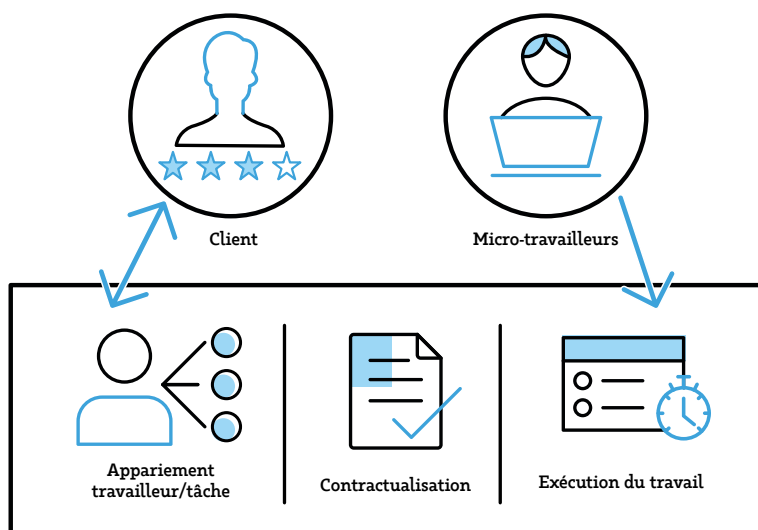 Client
Micro-travailleurs
Appariement
travailleur/tâche
Contractualisation
Exécution du travail